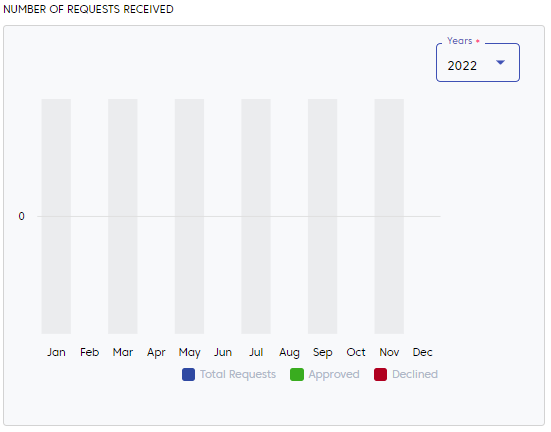 NUMBER OF REQUESTS RECEIVED
Years *
2022
0
Jan Feb Mar Apr May Jun Jul Aug Sep Oct Nov Dec
Total Requests Approved Declined